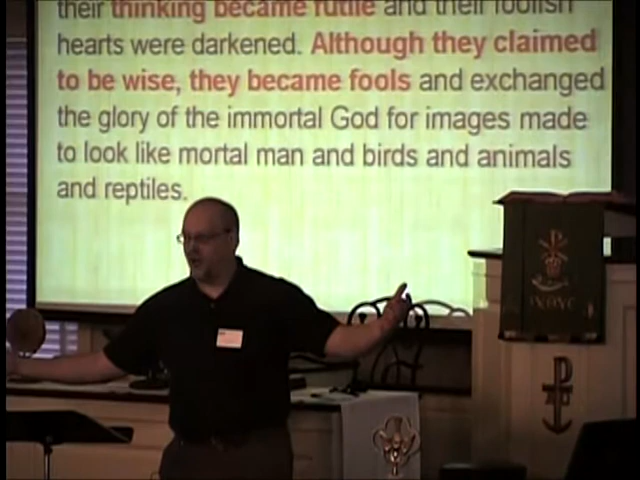 their thinking became futile and their foolish
hearts were darkened. Although they claimed
to be wise, they became fools and exchanged
the glory of the immortal God for images made
to look like mortal man and birds and animals
and reptiles.